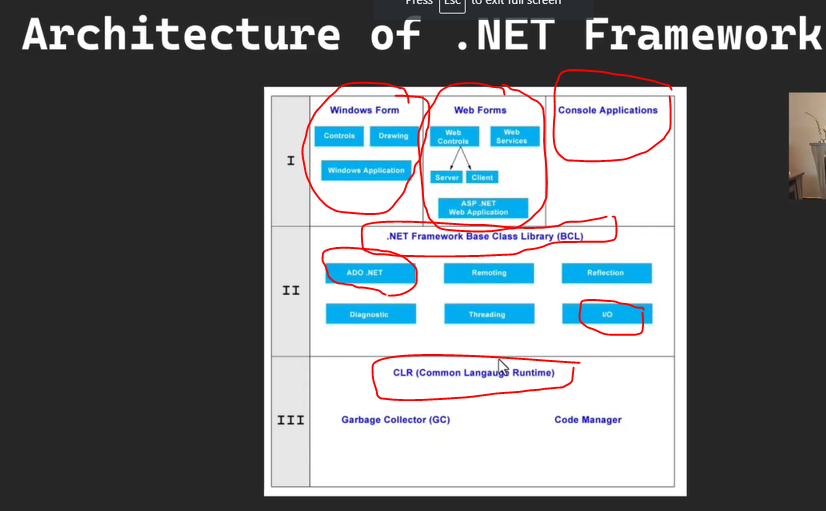 Press Esc to exit full screen
Architecture of .NET Framework
Windows Form Web Forms Console Applications
Controls Drawing Web Controls Web Services
I
Windows Application
Server Client
ASP .NET
Web Application
.NET Framework Base Class Library (BCL)
ADO .NET Remoting Reflection
II
Diagnostic Threading I/O
CLR (Common Langauge Runtime)
III Garbage Collector (GC) Code Manager